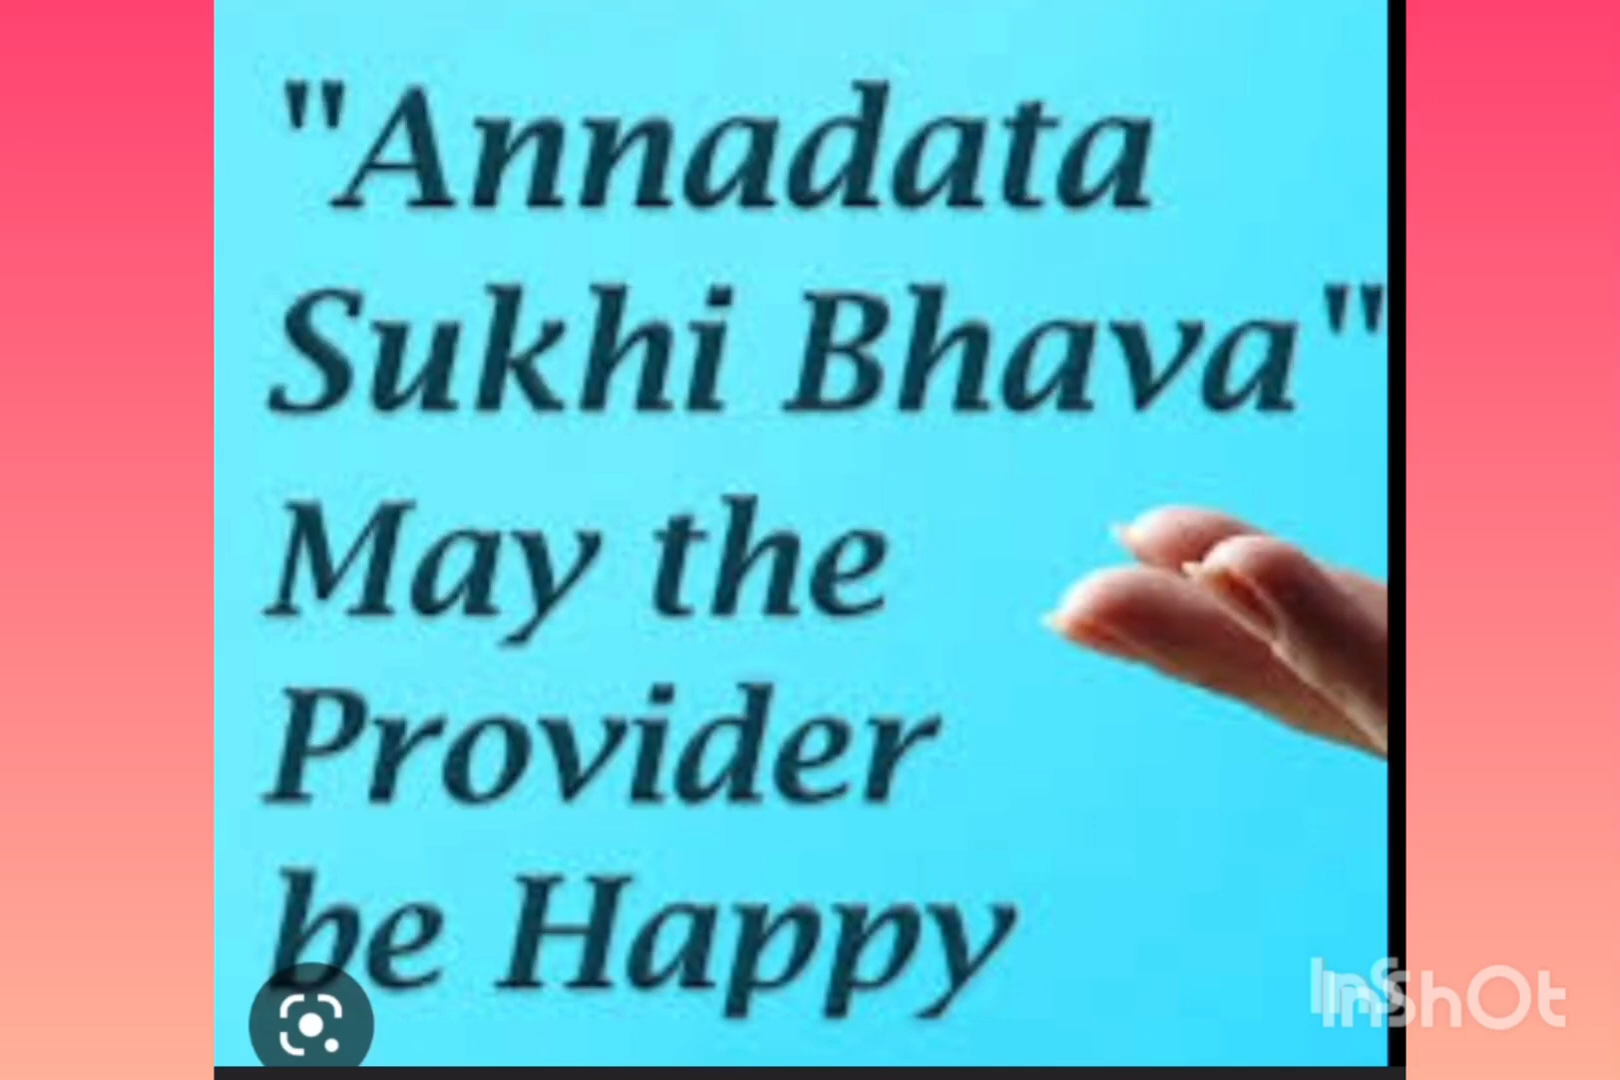 "Annadata
Sukhi Bhava"
May the
Provider
be Happy
InShOt